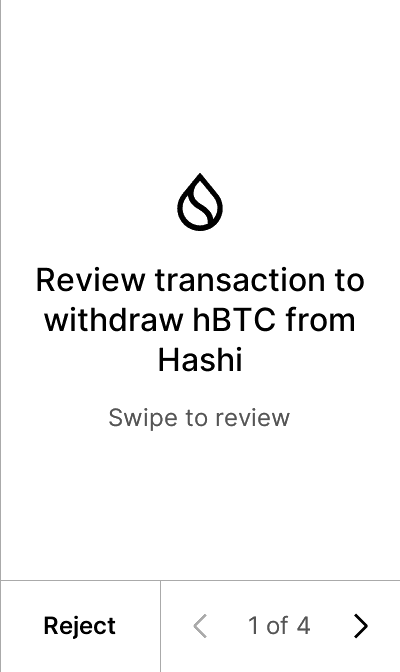 Review transaction to
withdraw hBTC from
Hashi
Swipe to review
Reject
1 of 4